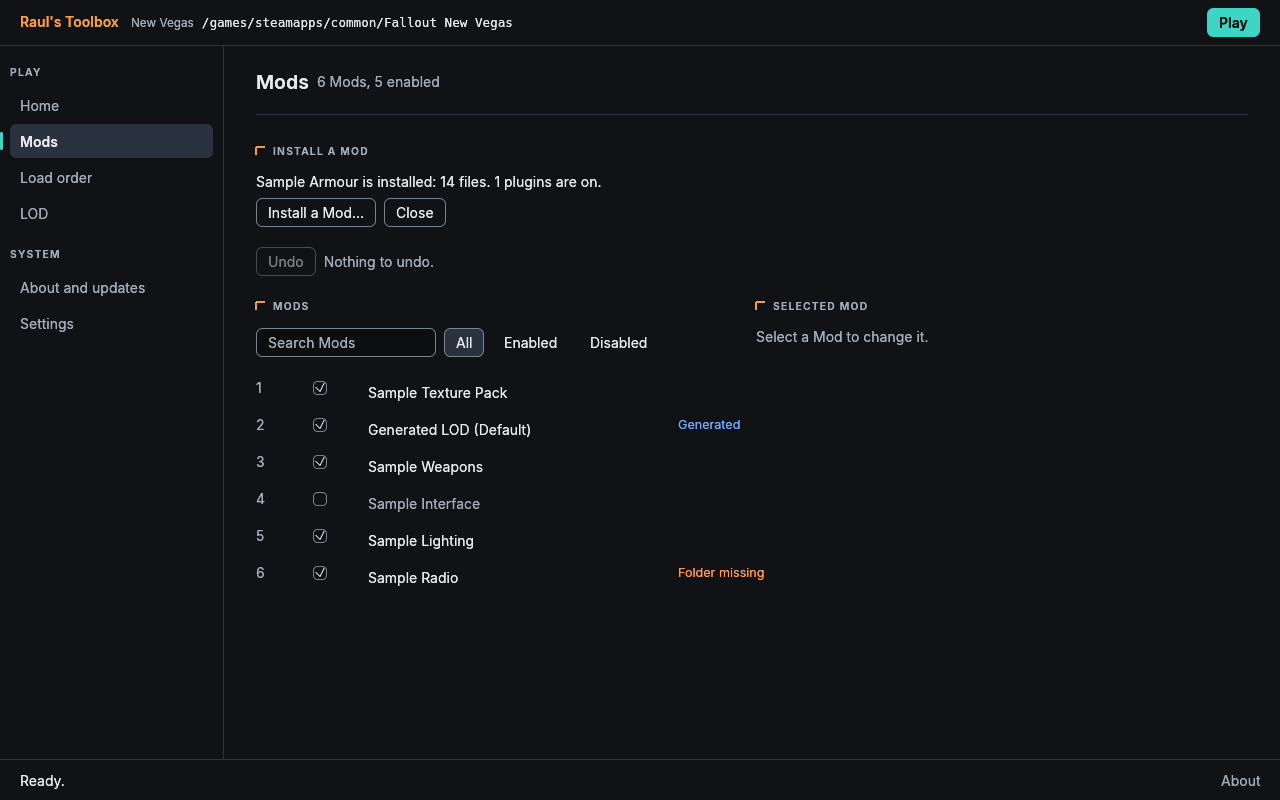 Raul's Toolbox New Vegas /games/steamapps/common/Fallout New Vegas Play
PLAY
Home
Mods
Load order
LOD
SYSTEM
About and updates
Settings
Mods 6 Mods, 5 enabled
INSTALL A MOD
Sample Armour is installed: 14 files. 1 plugins are on.
Install a Mod... Close
Undo Nothing to undo.
MODS
Search Mods All Enabled Disabled
1 Sample Texture Pack
2 Generated LOD (Default) Generated
3 Sample Weapons
4 Sample Interface
5 Sample Lighting
6 Sample Radio Folder missing
SELECTED MOD
Select a Mod to change it.
Ready. About